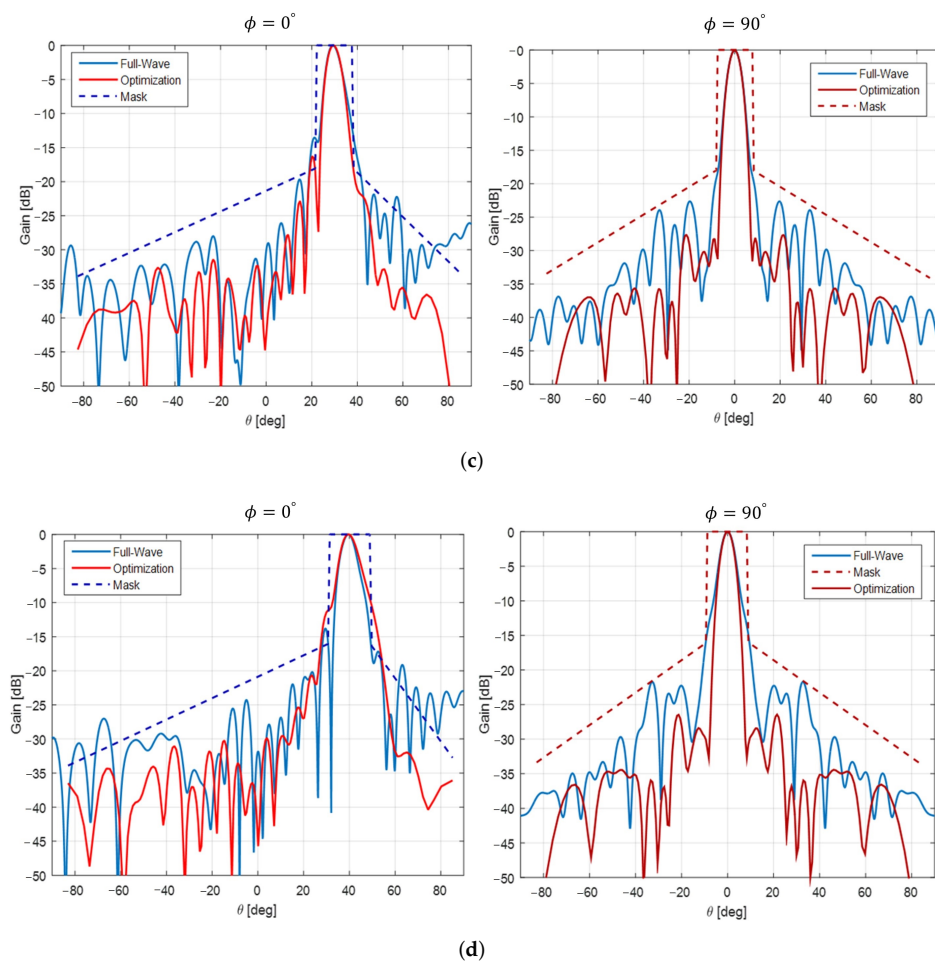 ϕ = 0°
ϕ = 90°
0
−5
−10
−15
−20
−25
−30
−35
−40
−45
−50
Gain [dB]
Full-Wave
Optimization
Mask
−80 −60 −40 −20 0 20 40 60 80
θ [deg]
−0
−5
−10
−15
−20
−25
−30
−35
−40
−45
−50
Gain [dB]
Full-Wave
Optimization
Mask
−80 −60 −40 −20 0 20 40 60 80
θ [deg]
(c)
ϕ = 0°
ϕ = 90°
0
−5
−10
−15
−20
−25
−30
−35
−40
−45
−50
Gain [dB]
Full-Wave
Optimization
Mask
−80 −60 −40 −20 0 20 40 60 80
θ [deg]
0
−5
−10
−15
−20
−25
−30
−35
−40
−45
−50
Gain [dB]
Full-Wave
Mask
Optimization
−80 −60 −40 −20 0 20 40 60 80
θ [deg]
(d)